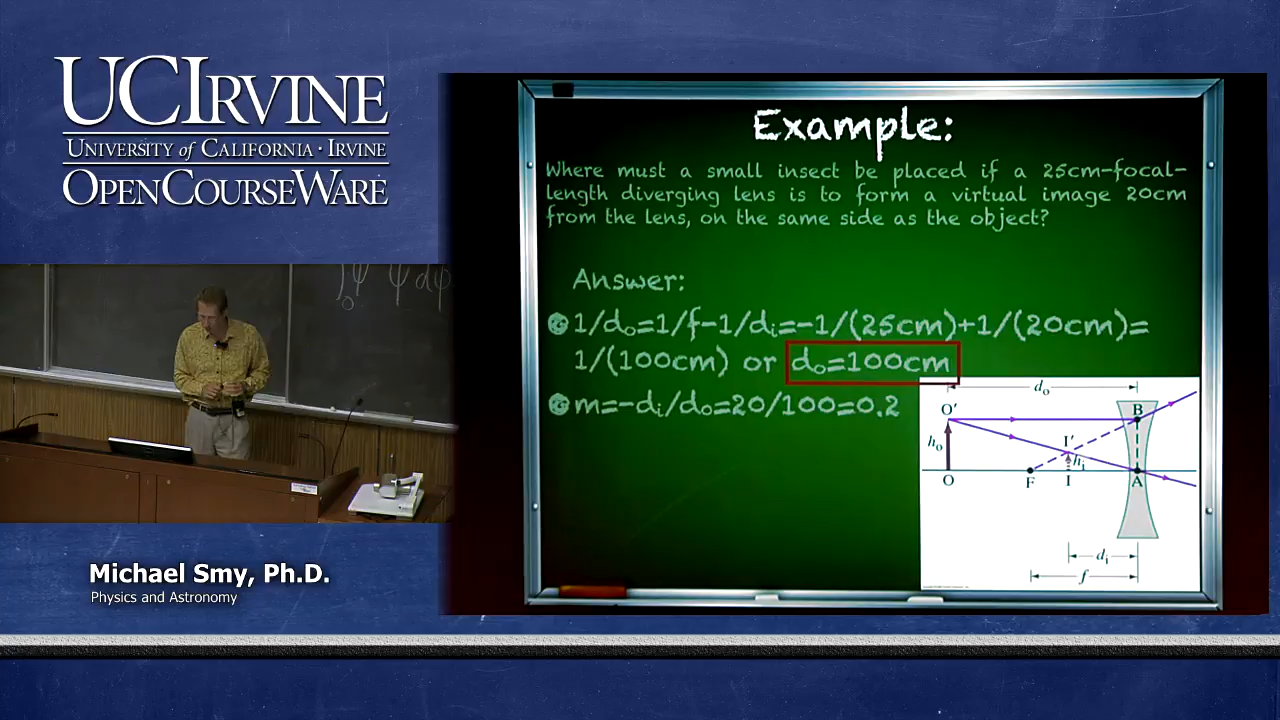 UCIRVINE
UNIVERSITY of CALIFORNIA · IRVINE
OPENCOURSEWARE
∫ψ ψ dψ
0
Michael Smy, Ph.D.
Physics and Astronomy
Example:
Where must a small insect be placed if a 25cm-focal-
length diverging lens is to form a virtual image 20cm
from the lens, on the same side as the object?
Answer:
1/dₒ=1/f-1/dᵢ=-1/(25cm)+1/(20cm)=
1/(100cm) or dₒ=100cm
m=-dᵢ/dₒ=20/100=0.2
dₒ
O′ B
hₒ I′ hᵢ
O F I A
dᵢ
f